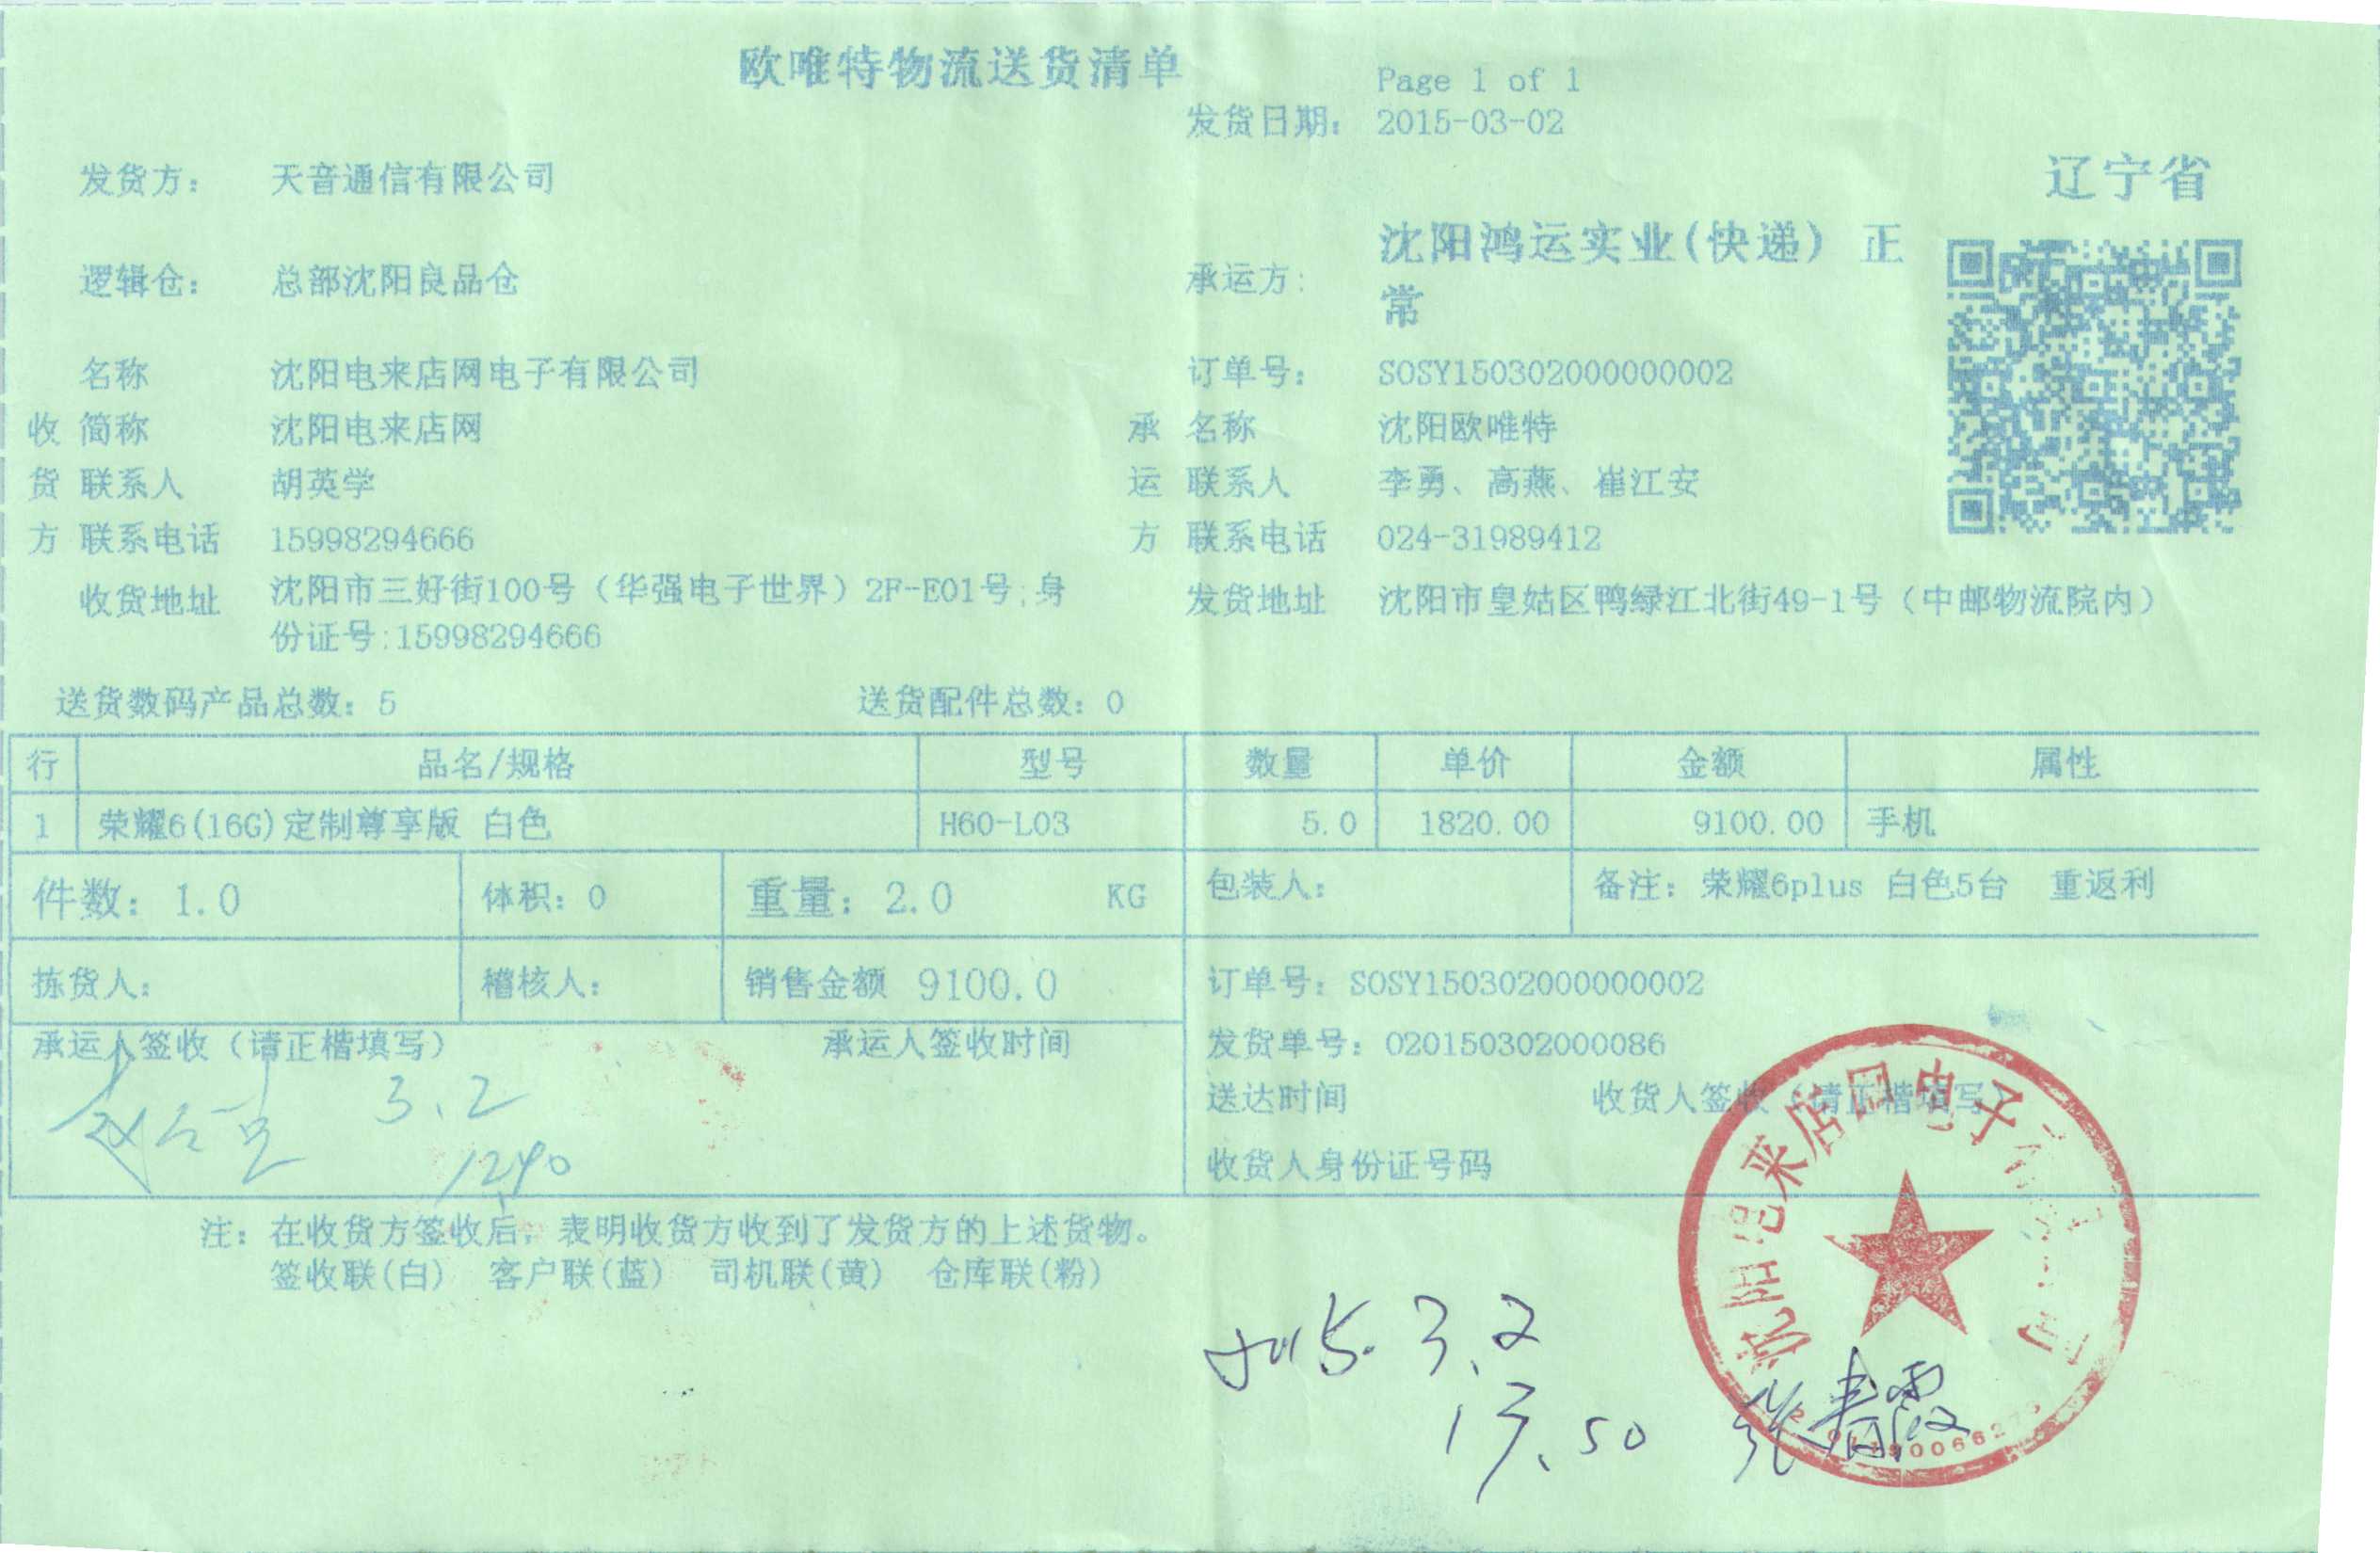 欧唯特物流送货清单
Page 1 of 1
发货日期: 2015-03-02
辽宁省
发货方: 天音通信有限公司
逻辑仓: 总部沈阳良品仓
承运方: 沈阳鸿运实业(快递) 正
常
名称 沈阳电来店网电子有限公司 订单号: SOSY150302000000002
收 简称 沈阳电来店网 承 名称 沈阳欧唯特
货 联系人 胡英学 运 联系人 李勇、高燕、崔江安
方 联系电话 15998294666 方 联系电话 024-31989412
收货地址 沈阳市三好街100号（华强电子世界）2F-E01号;身
份证号:15998294666
发货地址 沈阳市皇姑区鸭绿江北街49-1号（中邮物流院内）
送货数码产品总数: 5 送货配件总数: 0
行 品名/规格 型号 数量 单价 金额 属性
1 荣耀6(16G)定制尊享版 白色 H60-L03 5.0 1820.00 9100.00 手机
件数: 1.0 体积: 0 重量: 2.0 KG 包装人: 备注: 荣耀6plus 白色5台 重返利
拣货人: 稽核人: 销售金额 9100.0 订单号: SOSY150302000000002
承运人签收（请正楷填写） 承运人签收时间 发货单号: 020150302000086
3.2
1240
送达时间 收货人签收（请正楷填写）
收货人身份证号码
沈阳电来店网电子有限公司
注: 在收货方签收后, 表明收货方收到了发货方的上述货物。
签收联(白) 客户联(蓝) 司机联(黄) 仓库联(粉)
2015.3.2
13.50 张春霞